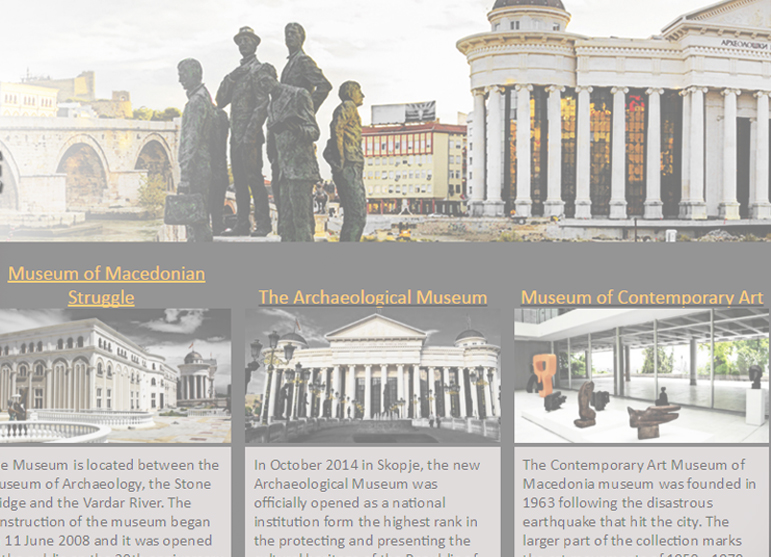 АРХЕОЛОШКИ
Museum of Macedonian
Struggle
The Archaeological Museum
Museum of Contemporary Art
e Museum is located between the
useum of Archaeology, the Stone
idge and the Vardar River. The
nstruction of the museum began
11 June 2008 and it was opened
In October 2014 in Skopje, the new
Archaeological Museum was
officially opened as a national
institution form the highest rank in
the protecting and presenting the
The Contemporary Art Museum of
Macedonia museum was founded in
1963 following the disastrous
earthquake that hit the city. The
larger part of the collection marks